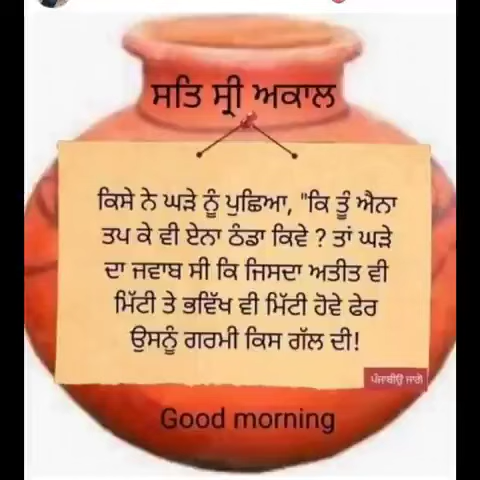 ਸਤਿ ਸ੍ਰੀ ਅਕਾਲ
ਕਿਸੇ ਨੇ ਘੜੇ ਨੂੰ ਪੁਛਿਆ, "ਕਿ ਤੂੰ ਐਨਾ
ਤਪ ਕੇ ਵੀ ਏਨਾ ਠੰਡਾ ਕਿਵੇ ? ਤਾਂ ਘੜੇ
ਦਾ ਜਵਾਬ ਸੀ ਕਿ ਜਿਸਦਾ ਅਤੀਤ ਵੀ
ਮਿੱਟੀ ਤੇ ਭਵਿੱਖ ਵੀ ਮਿੱਟੀ ਹੋਵੇ ਫੇਰ
ਉਸਨੂੰ ਗਰਮੀ ਕਿਸ ਗੱਲ ਦੀ!
ਪੰਜਾਬੀਉ ਜਾਗੋ
Good morning